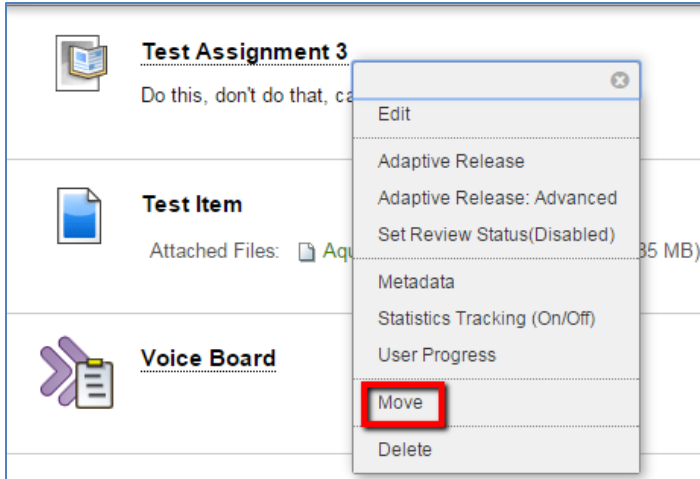 Test Assignment 3
Do this, don't do that, ca
Edit
Adaptive Release
Adaptive Release: Advanced
Set Review Status(Disabled)
Test Item
Attached Files: Aqu 35 MB)
Metadata
Statistics Tracking (On/Off)
User Progress
Voice Board
Move
Delete